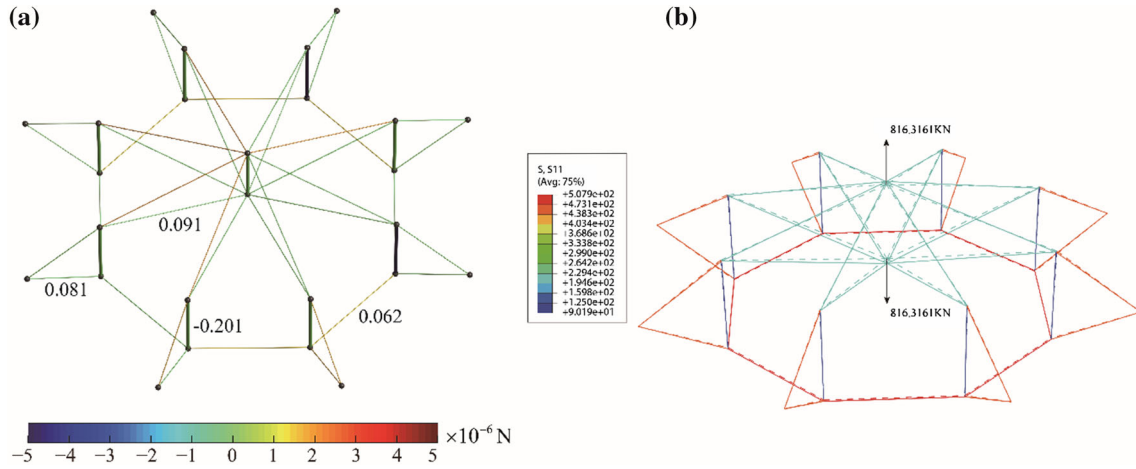 (a)
(b)
0.091
0.081
-0.201
0.062
−5 −4 −3 −2 −1 0 1 2 3 4 5 ×10⁻⁶ N
S, S11
(Avg: 75%)
+5.079e+02
+4.731e+02
+4.383e+02
+4.034e+02
+3.686e+02
+3.338e+02
+2.990e+02
+2.642e+02
+2.294e+02
+1.946e+02
+1.598e+02
+1.250e+02
+9.019e+01
816,3161KN
816,3161KN